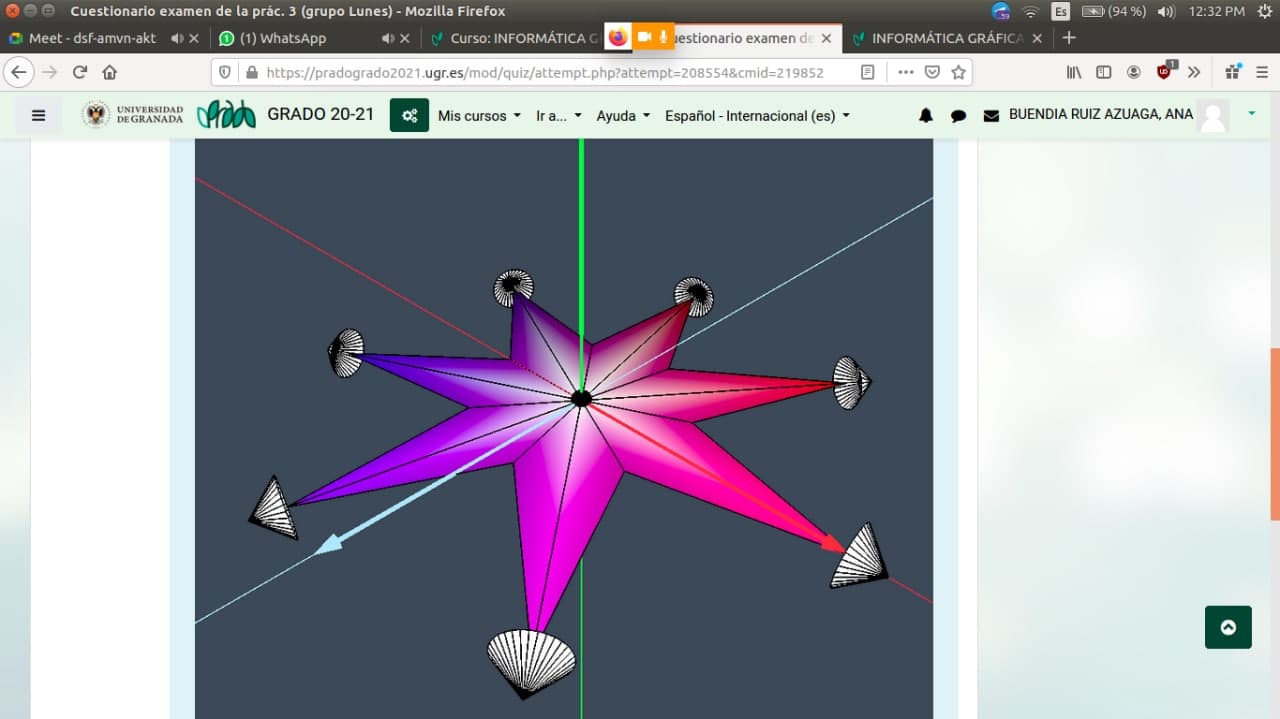 Cuestionario examen de la prác. 3 (grupo Lunes) - Mozilla Firefox
59 Es (94 %) 12:32 PM
Meet - dsf-amvn-akt (1) WhatsApp Curso: INFORMÁTICA G uestionario examen de INFORMÁTICA GRÁFICA
https://pradogrado2021.ugr.es/mod/quiz/attempt.php?attempt=208554&cmid=219852 1
UNIVERSIDAD
DE GRANADA
GRADO 20-21 Mis cursos Ir a... Ayuda Español - Internacional (es) BUENDIA RUIZ AZUAGA, ANA